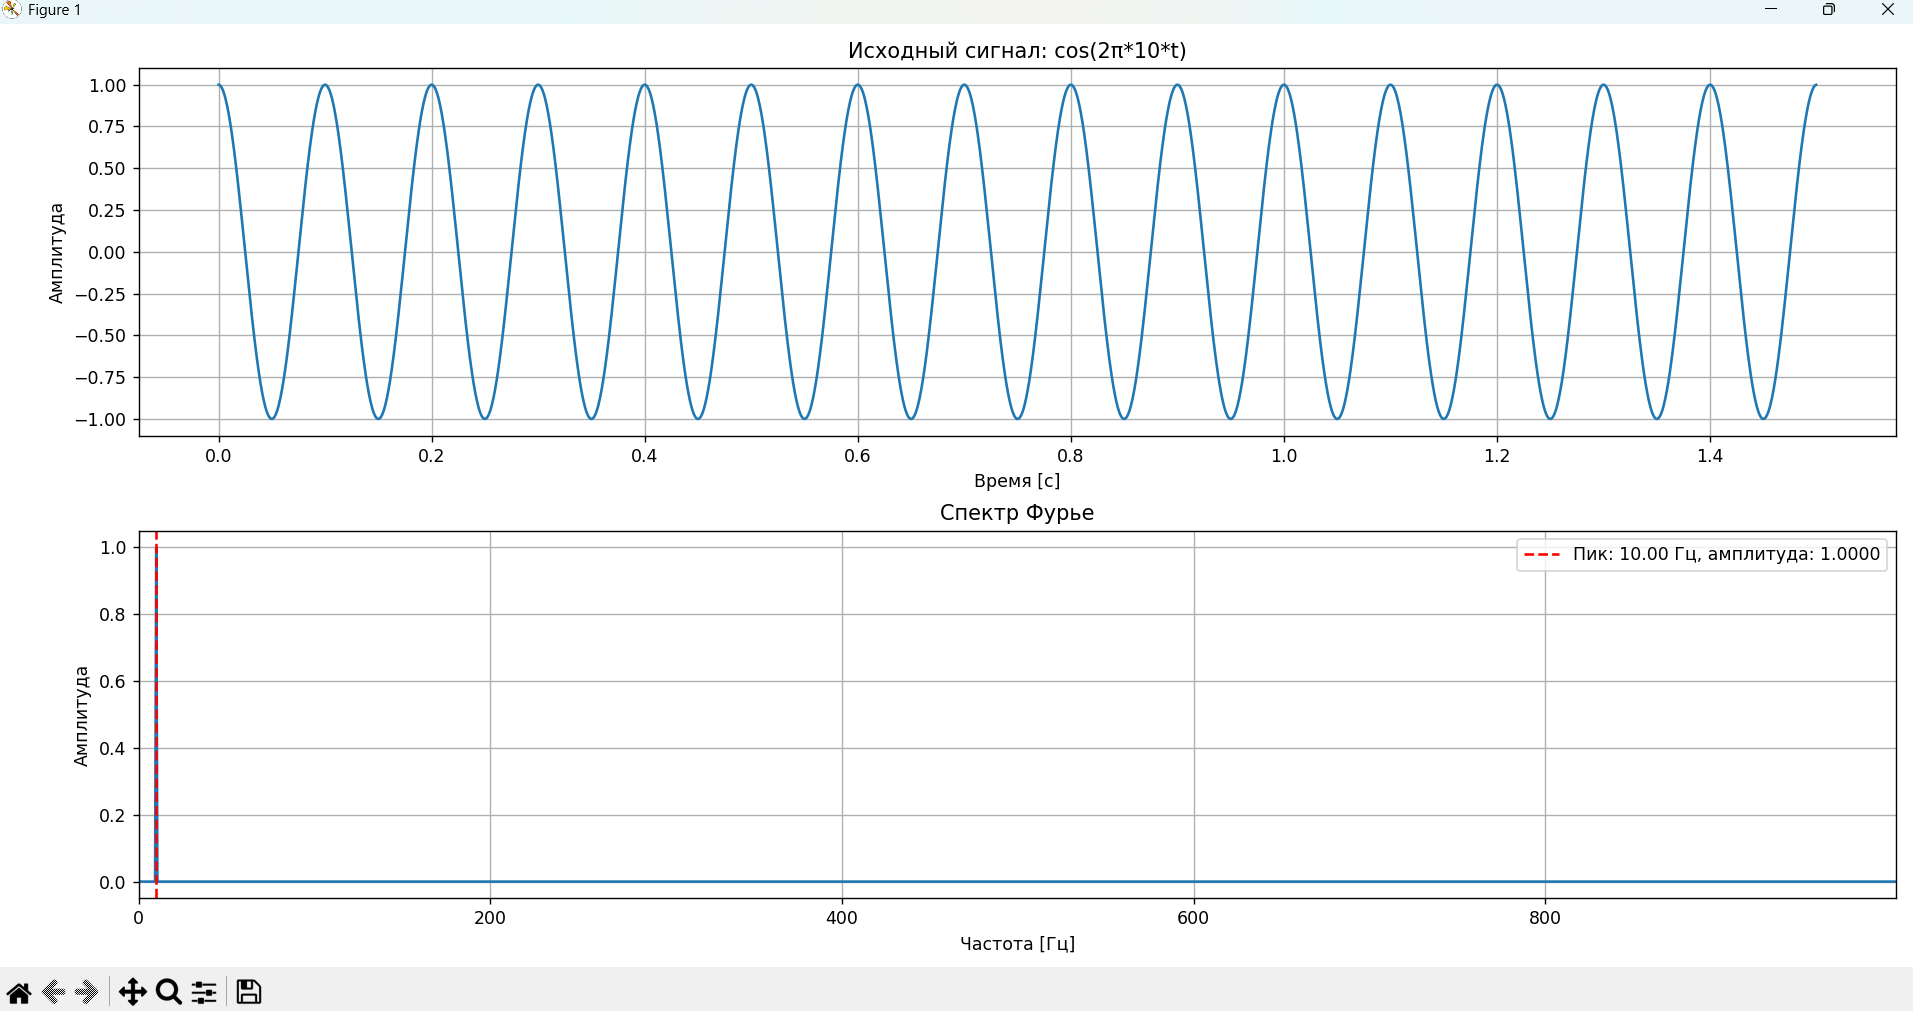 Figure 1
Исходный сигнал: cos(2π*10*t)
1.00
0.75
0.50
0.25
0.00
−0.25
−0.50
−0.75
−1.00
Амплитуда
0.0 0.2 0.4 0.6 0.8 1.0 1.2 1.4
Время [с]
Спектр Фурье
Пик: 10.00 Гц, амплитуда: 1.0000
1.0
0.8
0.6
0.4
0.2
0.0
Амплитуда
0 200 400 600 800
Частота [Гц]